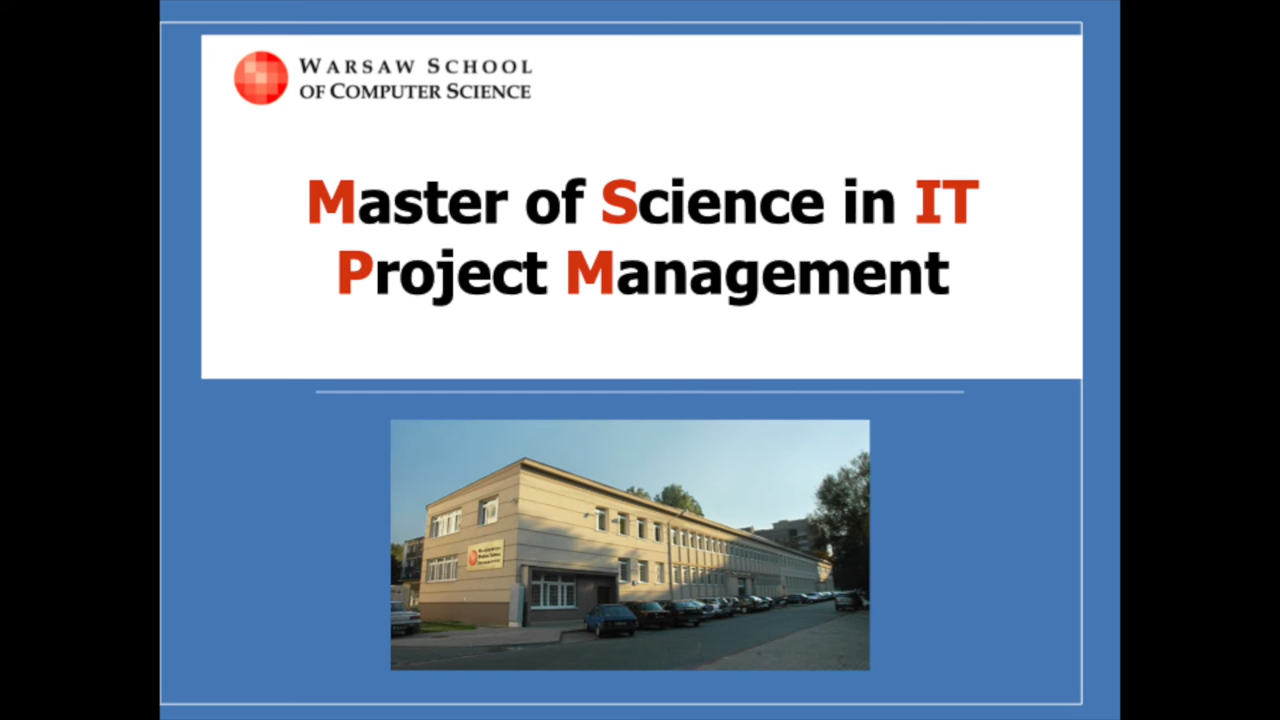 WARSAW SCHOOL
OF COMPUTER SCIENCE
Master of Science in IT
Project Management